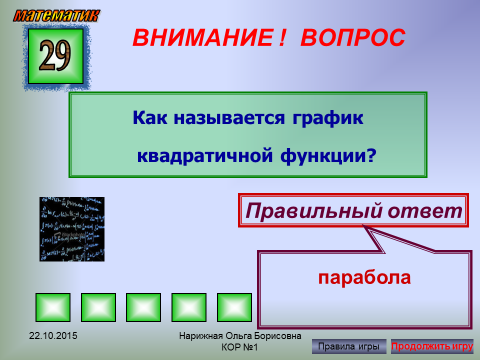 математик
29
ВНИМАНИЕ ! ВОПРОС
Как называется график
квадратичной функции?
Правильный ответ
парабола
22.10.2015
Нарижная Ольга Борисовна
КОР №1
Правила игры
Продолжить игру